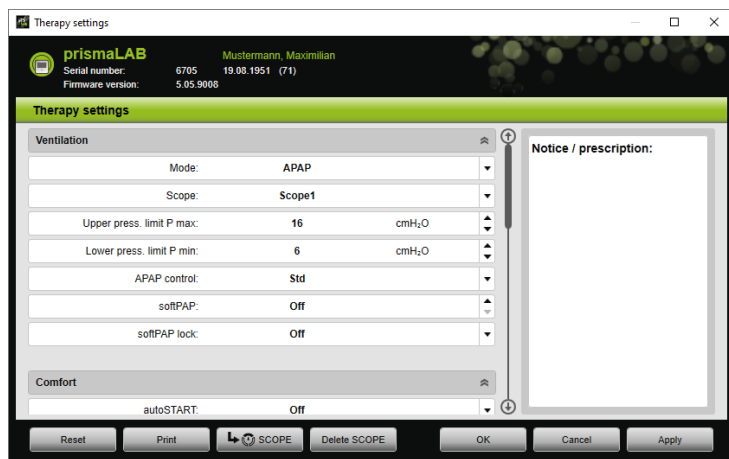 Therapy settings
prismaLAB Mustermann, Maximilian
Serial number: 6705 19.08.1951 (71)
Firmware version: 5.05.9008
Therapy settings
Ventilation
Mode: APAP
Scope: Scope1
Upper press. limit P max: 16 cmH₂O
Lower press. limit P min: 6 cmH₂O
APAP control: Std
softPAP: Off
softPAP lock: Off
Comfort
autoSTART: Off
Notice / prescription:
Reset Print SCOPE Delete SCOPE OK Cancel Apply